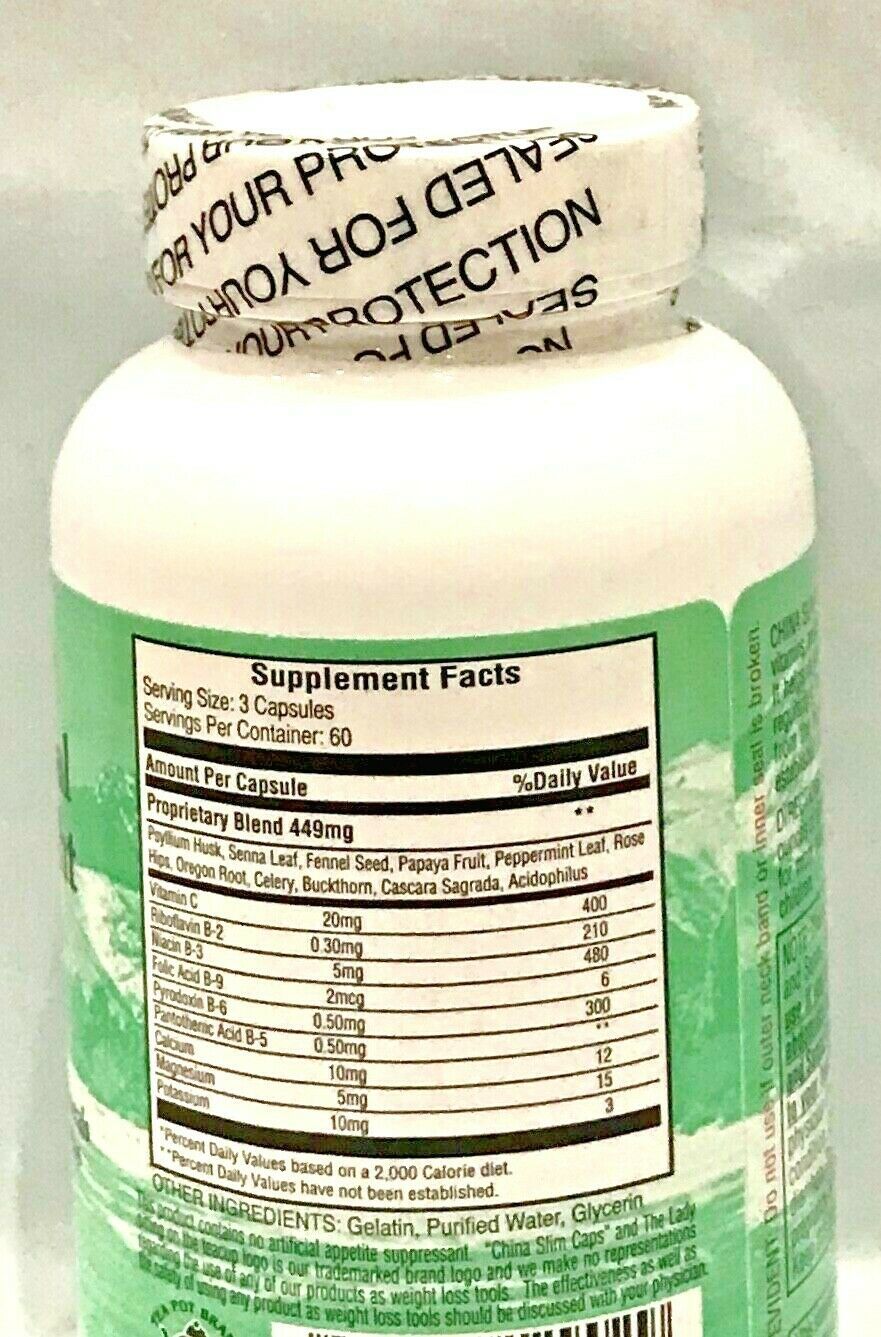 FOR YOUR PRO
SEALED FOR YOUR
PROTECTION
Supplement Facts
Serving Size: 3 Capsules
Servings Per Container: 60
Amount Per Capsule %Daily Value
Proprietary Blend 449mg **
Psyllium Husk, Senna Leaf, Fennel Seed, Papaya Fruit, Peppermint Leaf, Rose
Hips, Oregon Root, Celery, Buckthorn, Cascara Sagrada, Acidophilus
Vitamin C 20mg 400
Riboflavin B-2 0.30mg 210
Niacin B-3 5mg 480
Folic Acid B-9 2mcg 6
Pyrodoxin B-6 0.50mg 300
Pantothenic Acid B-5 0.50mg **
Calcium 10mg 12
Magnesium 5mg 15
Potassium 10mg 3
*Percent Daily Values based on a 2,000 Calorie diet.
**Percent Daily Values have not been established.
OTHER INGREDIENTS: Gelatin, Purified Water, Glycerin
This product contains no artificial appetite suppressant. "China Slim Caps" and The Lady
sitting on the teacup logo is our trademarked brand logo and we make no representations
regarding the use of any of our products as weight loss tools. The effectiveness as well as
the safety of using any product as weight loss tools should be discussed with your physician.
TEA POT BRA
EVIDENT: Do not use if outer neck band or inner seal is broken.
CHINA